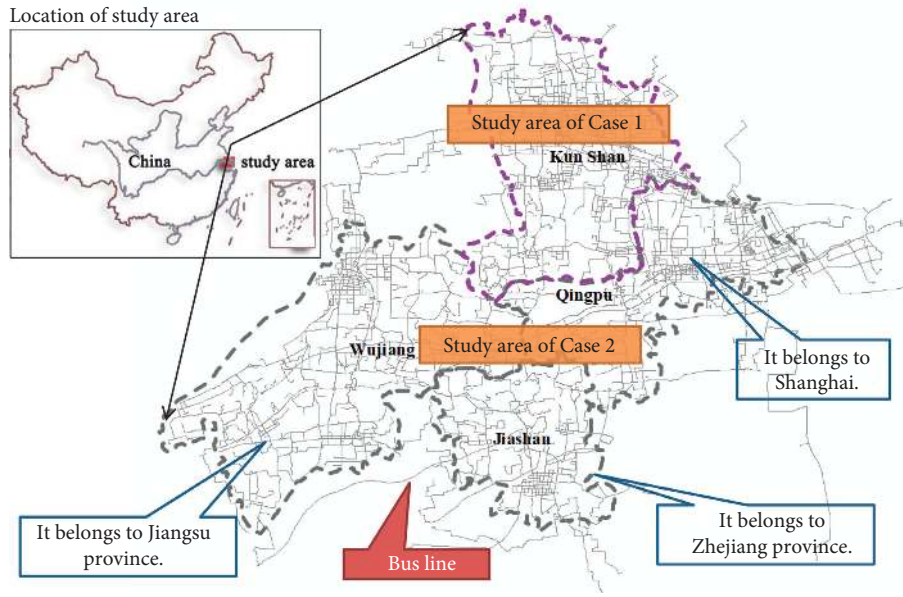 Location of study area
China
study area
Study area of Case 1
Kun Shan
Qingpu
Wujiang
Study area of Case 2
It belongs to
Shanghai.
Jiashan
It belongs to Jiangsu
province.
Bus line
It belongs to
Zhejiang province.